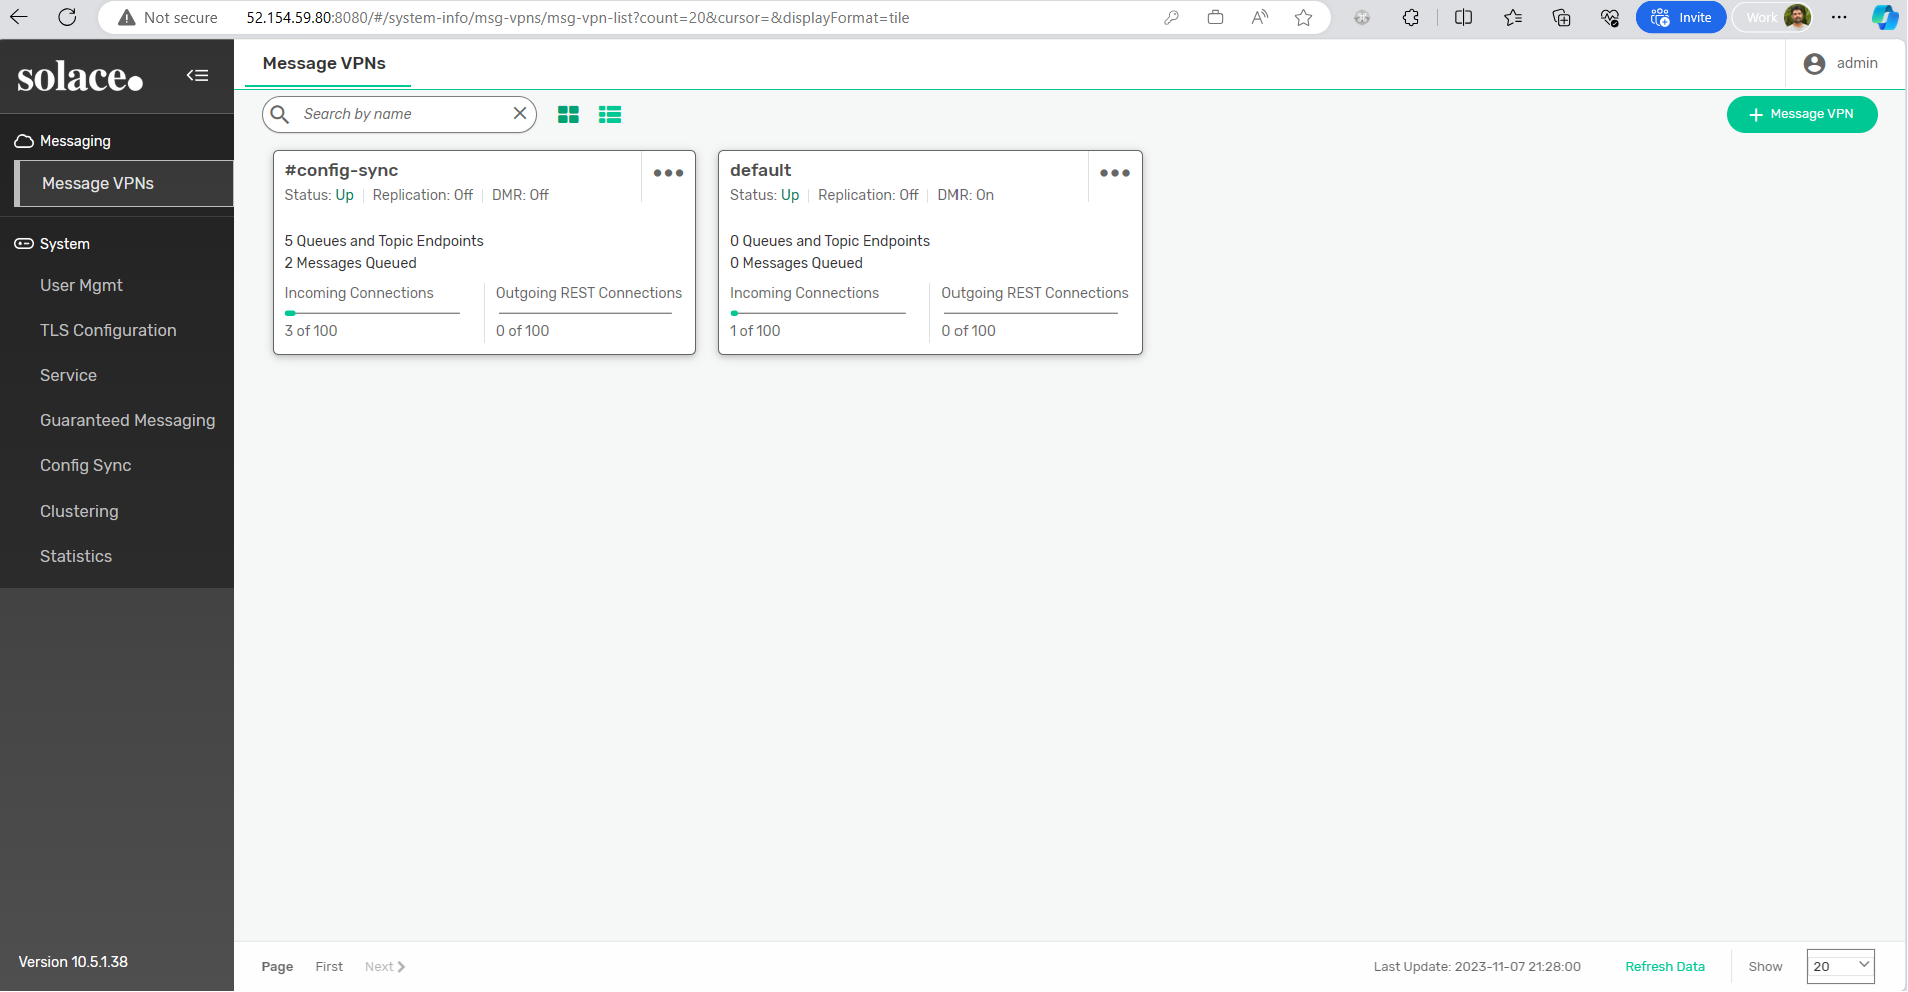 Not secure 52.154.59.80:8080/#/system-info/msg-vpns/msg-vpn-list?count=20&cursor=&displayFormat=tile
Invite
Work
solace.
Messaging
Message VPNs
System
User Mgmt
TLS Configuration
Service
Guaranteed Messaging
Config Sync
Clustering
Statistics
Version 10.5.1.38
Message VPNs
admin
Search by name
Message VPN
#config-sync
Status: Up Replication: Off DMR: Off
5 Queues and Topic Endpoints
2 Messages Queued
Incoming Connections
3 of 100
Outgoing REST Connections
0 of 100
default
Status: Up Replication: Off DMR: On
0 Queues and Topic Endpoints
0 Messages Queued
Incoming Connections
1 of 100
Outgoing REST Connections
0 of 100
Page First Next
Last Update: 2023-11-07 21:28:00 Refresh Data Show 20